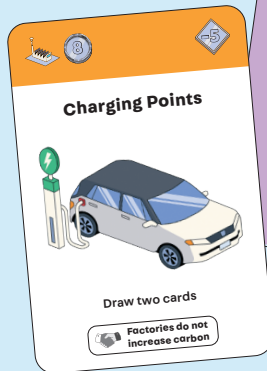 8
-5
Charging Points
Draw two cards
Factories do not
increase carbon